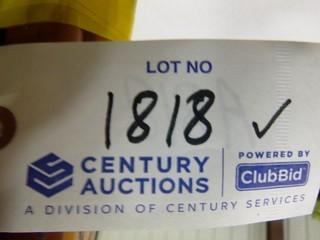 LOT NO
1818 ✓
CENTURY AUCTIONS
POWERED BY
ClubBid
A DIVISION OF CENTURY SERVICES